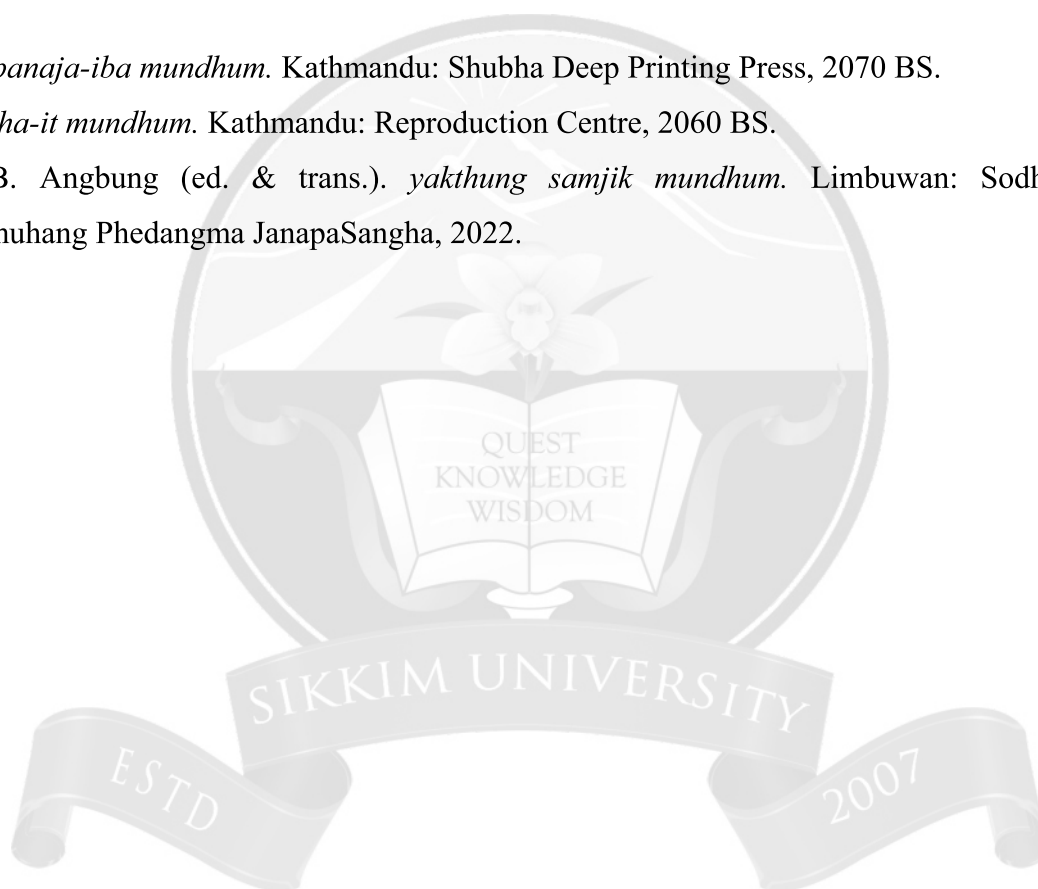 panaja-iba mundhum. Kathmandu: Shubha Deep Printing Press, 2070 BS.
ha-it mundhum. Kathmandu: Reproduction Centre, 2060 BS.
B. Angbung (ed. & trans.). yakthung samjik mundhum. Limbuwan: Sodh
huhang Phedangma JanapaSangha, 2022.
QUEST
KNOWLEDGE
WISDOM
SIKKIM UNIVERSITY
ESTD
2007